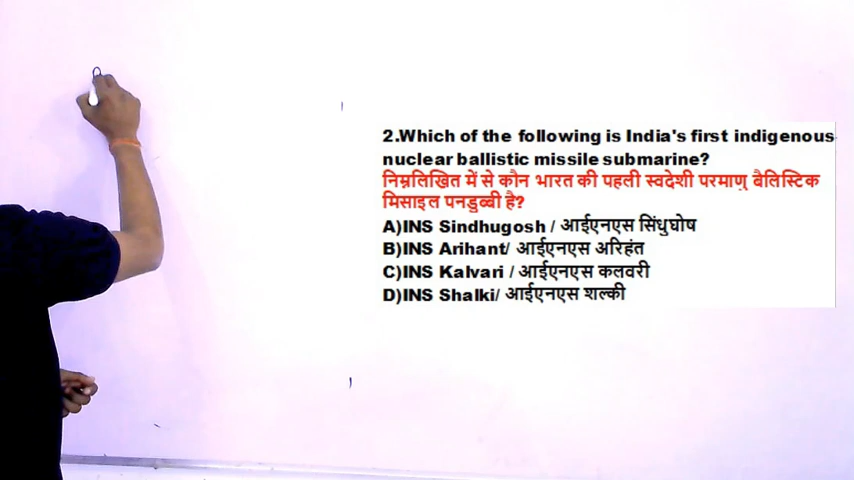 2.Which of the following is India's first indigenous
nuclear ballistic missile submarine?
निम्नलिखित में से कौन भारत की पहली स्वदेशी परमाणु बैलिस्टिक
मिसाइल पनडुब्बी है?
A)INS Sindhugosh / आईएनएस सिंधुघोष
B)INS Arihant/ आईएनएस अरिहंत
C)INS Kalvari / आईएनएस कलवरी
D)INS Shalki/ आईएनएस शल्की